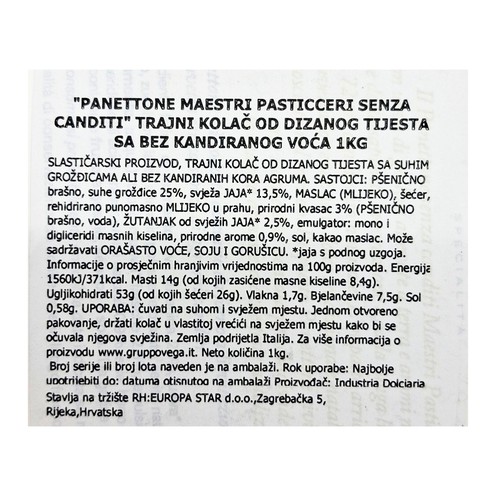 "PANETTONE MAESTRI PASTICCERI SENZA
CANDITI" TRAJNI KOLAČ OD DIZANOG TIJESTA
SA BEZ KANDIRANOG VOĆA 1KG
SLASTIČARSKI PROIZVOD, TRAJNI KOLAČ OD DIZANOG TIJESTA SA SUHIM
GROŽDICAMA ALI BEZ KANDIRANIH KORA AGRUMA. SASTOJCI: PŠENIČNO
brašno, suhe groždice 25%, svježa JAJA* 13,5%, MASLAC (MLIJEKO), šećer,
rehidrirano punomasno MLIJEKO u prahu, prirodni kvasac 3% (PŠENIČNO
brašno, voda), ŽUTANJAK od svježih JAJA* 2,5%, emulgator: mono i
digliceridi masnih kiselina, prirodne arome 0,9%, sol, kakao maslac. Može
sadržavati ORAŠASTO VOĆE, SOJU I GORUŠICU. *jaja s podnog uzgoja.
Informacije o prosječnim hranjivim vrijednostima na 100g proizvoda. Energija
1560kJ/371kcal. Masti 14g (od kojih zasićene masne kiseline 8,4g).
Ugljikohidrati 53g (od kojih šećeri 26g). Vlakna 1,7g. Bjelančevine 7,5g. Sol
0,58g. UPORABA: čuvati na suhom i svježem mjestu. Jednom otvoreno
pakovanje, držati kolač u vlastitoj vrećici na svježem mjestu kako bi se
očuvala njegova svježina. Zemlja podrijetla Italija. Za više informacija o
proizvodu www.gruppovega.it. Neto količina 1kg.
Broj serije ili broj lota naveden je na ambalaži. Rok uporabe: Najbolje
upotrijebiti do: datuma otisnutog na ambalaži Proizvođač: Industria Dolciaria
Stavlja na tržište RH:EUROPA STAR d.o.o.,Zagrebačka 5,
Rijeka,Hrvatska